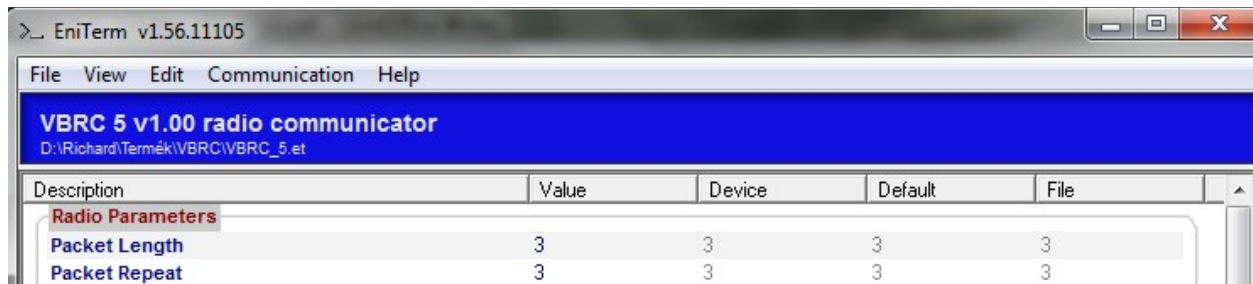 EniTerm v1.56.11105
File View Edit Communication Help
VBRC 5 v1.00 radio communicator
D:\Richard\Termék\VBRC\VBRC_5.et
Description Value Device Default File
Radio Parameters
Packet Length 3 3 3 3
Packet Repeat 3 3 3 3